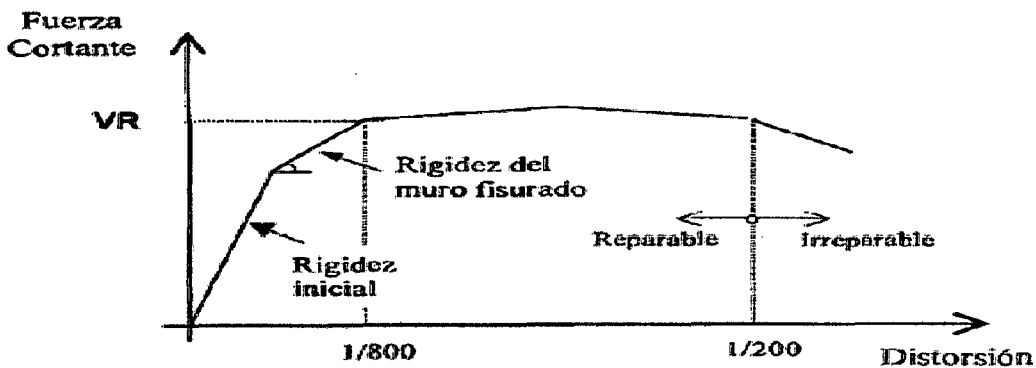 Fuerza
Cortante
VR
Rigidez del
muro fisurado
Reparable
Irreparable
Rigidez
inicial
1/800
1/200
Distorsión